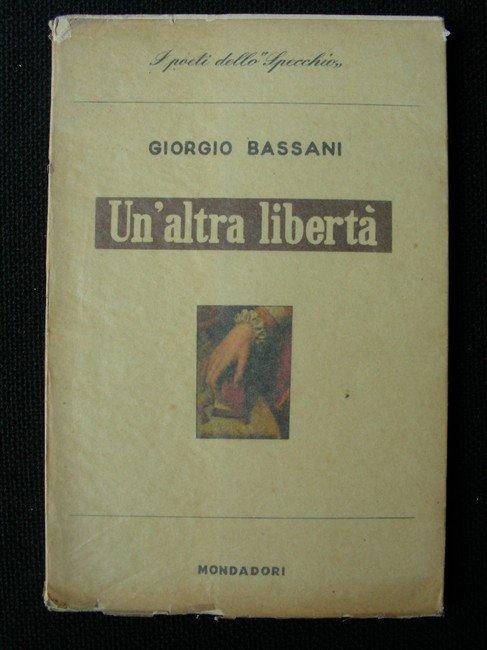 I poeti dello "Specchio„
GIORGIO BASSANI
Un'altra libertà
MONDADORI